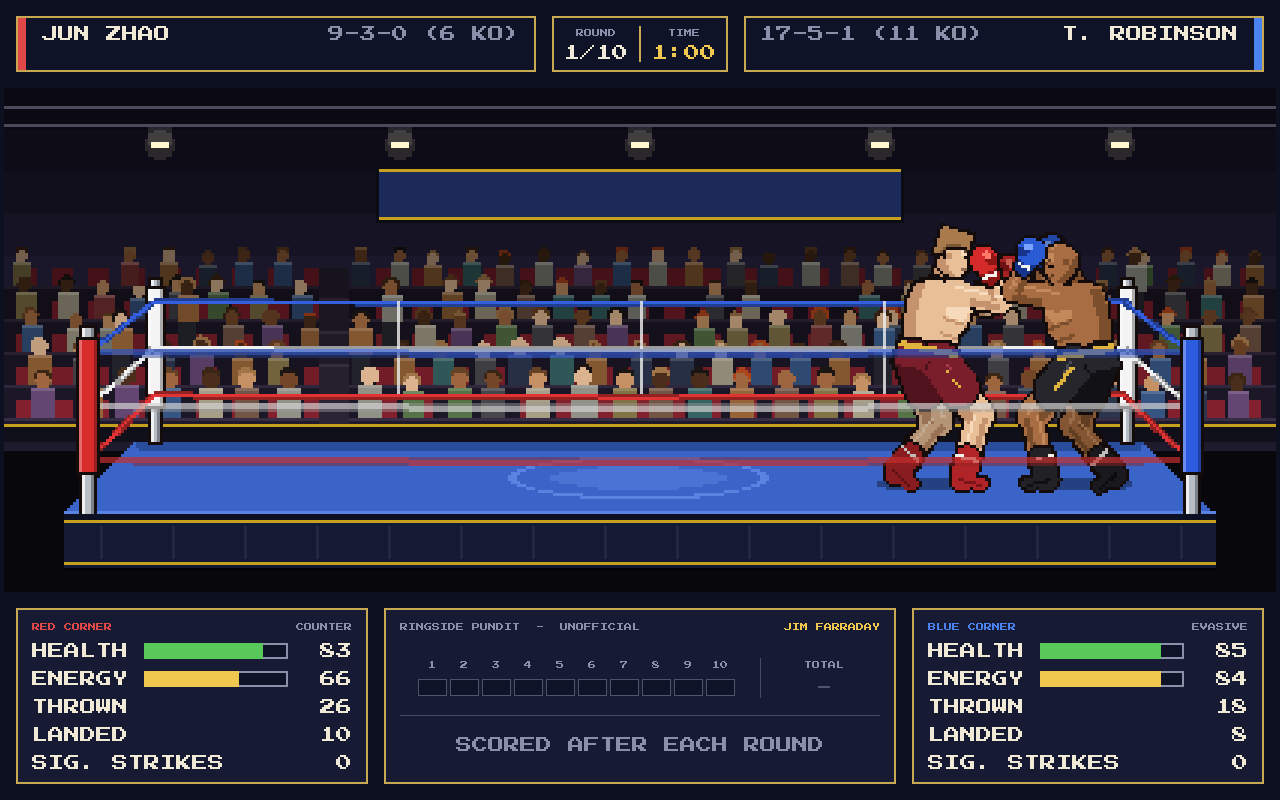 JUN ZHAO 9-3-0 (6 KO)
ROUND TIME
1/10 1:00
17-5-1 (11 KO) T. ROBINSON
RED CORNER COUNTER
HEALTH 83
ENERGY 66
THROWN 26
LANDED 10
SIG. STRIKES 0
RINGSIDE PUNDIT – UNOFFICIAL JIM FARRADAY
1 2 3 4 5 6 7 8 9 10 TOTAL
—
SCORED AFTER EACH ROUND
BLUE CORNER EVASIVE
HEALTH 85
ENERGY 84
THROWN 18
LANDED 8
SIG. STRIKES 0